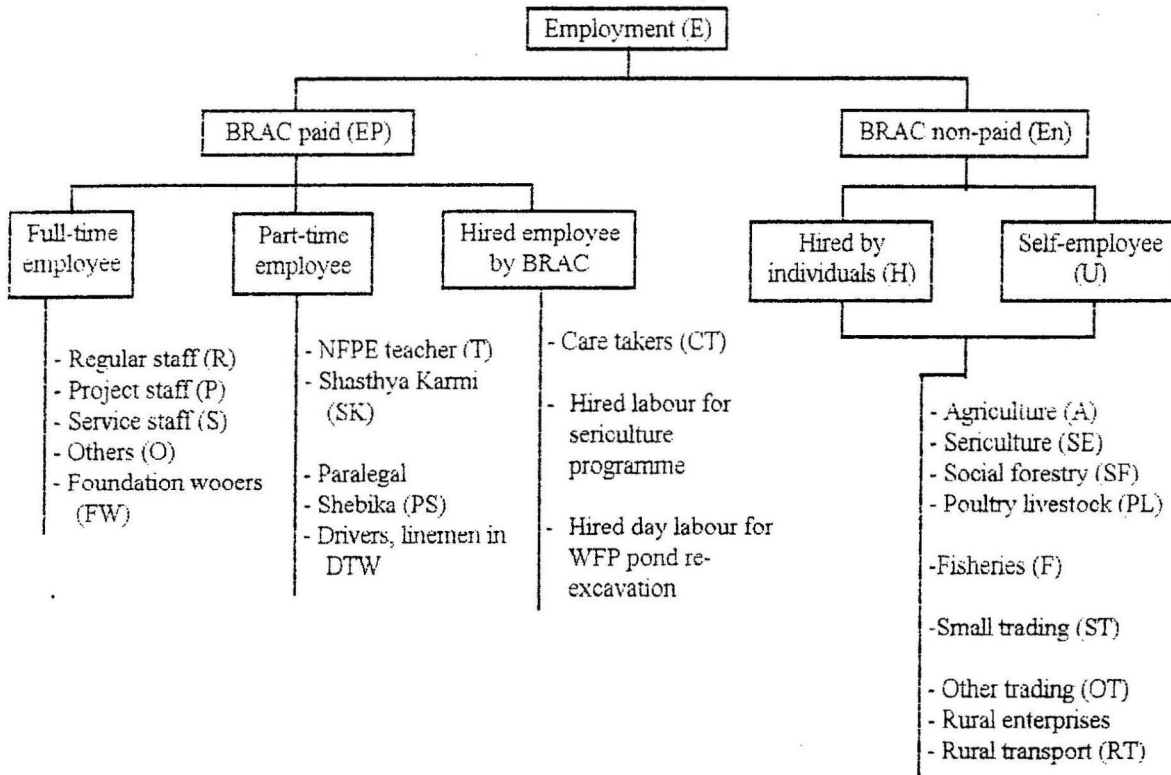 Employment (E)
BRAC paid (EP)
BRAC non-paid (En)
Full-time
employee
Part-time
employee
Hired employee
by BRAC
Hired by
individuals (H)
Self-employee
(U)
- Regular staff (R)
- Project staff (P)
- Service staff (S)
- Others (O)
- Foundation wooers
(FW)
- NFPE teacher (T)
- Shasthya Karmi
(SK)
- Paralegal
- Shebika (PS)
- Drivers, linemen in
DTW
- Care takers (CT)
- Hired labour for
sericulture
programme
- Hired day labour for
WFP pond re-
excavation
- Agriculture (A)
- Sericulture (SE)
- Social forestry (SF)
- Poultry livestock (PL)
-Fisheries (F)
-Small trading (ST)
- Other trading (OT)
- Rural enterprises
- Rural transport (RT)